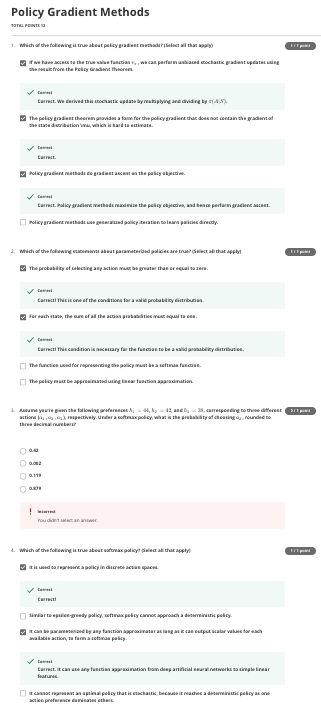 Policy Gradient Methods
TOTAL POINTS 12
1. Which of the following is true about policy gradient methods? (Select all that apply)
1 / 1 point
If we have access to the true value function v_π, we can perform unbiased stochastic gradient updates using
the result from the Policy Gradient Theorem.
Correct
Correct. We derived this stochastic update by multiplying and dividing by π(A|S).
The policy gradient theorem provides a form for the policy gradient that does not contain the gradient of
the state distribution \mu, which is hard to estimate.
Correct
Correct.
Policy gradient methods do gradient ascent on the policy objective.
Correct
Correct. Policy gradient methods maximize the policy objective, and hence perform gradient ascent.
Policy gradient methods use generalized policy iteration to learn policies directly.
2. Which of the following statements about parameterized policies are true? (Select all that apply)
1 / 1 point
The probability of selecting any action must be greater than or equal to zero.
Correct
Correct! This is one of the conditions for a valid probability distribution.
For each state, the sum of all the action probabilities must equal to one.
Correct
Correct! This condition is necessary for the function to be a valid probability distribution.
The function used for representing the policy must be a softmax function.
The policy must be approximated using linear function approximation.
3. Assume you're given the following preferences h₁ = 44, h₂ = 42, and h₃ = 38, corresponding to three different
0 / 1 point
actions (a₁, a₂, a₃), respectively. Under a softmax policy, what is the probability of choosing a₂, rounded to
three decimal numbers?
0.42
0.002
0.119
0.879
Incorrect
You didn't select an answer.
4. Which of the following is true about softmax policy? (Select all that apply)
1 / 1 point
It is used to represent a policy in discrete action spaces.
Correct
Correct!
Similar to epsilon-greedy policy, softmax policy cannot approach a deterministic policy.
It can be parameterized by any function approximator as long as it can output scalar values for each
available action, to form a softmax policy.
Correct
Correct. It can use any function approximation from deep artificial neural networks to simple linear
features.
It cannot represent an optimal policy that is stochastic, because it reaches a deterministic policy as one
action preference dominates others.